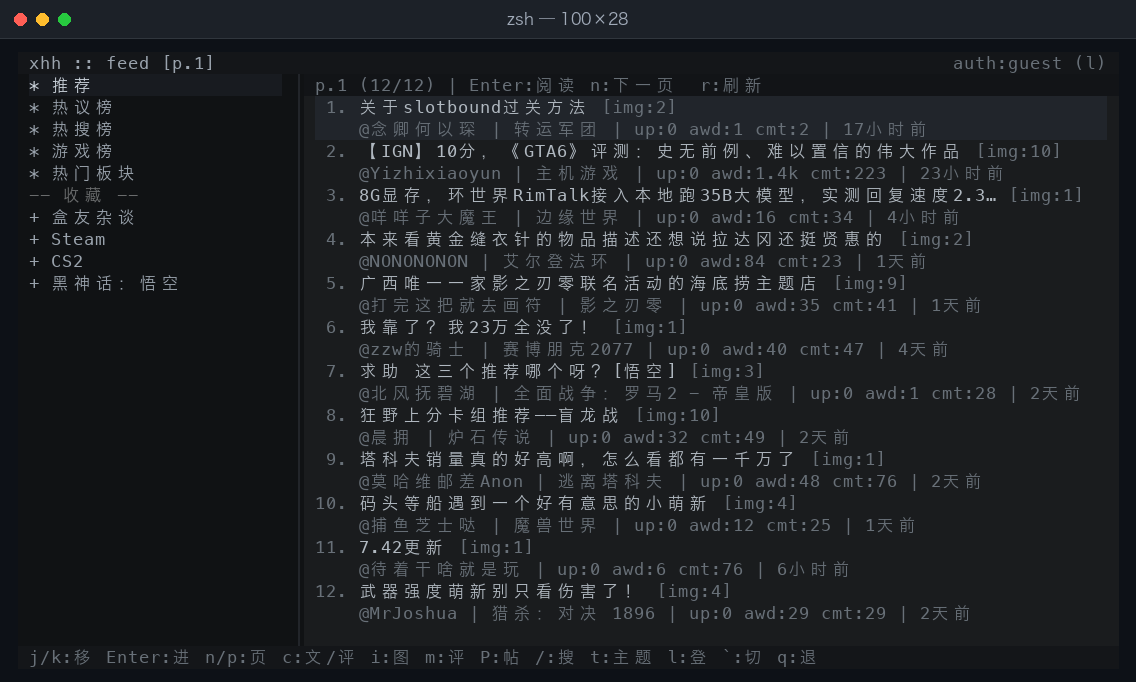 zsh — 100×28
xhh :: feed [p.1]
auth:guest (l)
* 推荐
* 热议榜
* 热搜榜
* 游戏榜
* 热门板块
—— 收藏 ——
+ 盒友杂谈
+ Steam
+ CS2
+ 黑神话：悟空
p.1 (12/12) | Enter:阅读 n:下一页 r:刷新
1. 关于slotbound过关方法 [img:2]
@念卿何以琛 | 转运军团 | up:0 awd:1 cmt:2 | 17小时前
2. 【IGN】10分，《GTA6》评测：史无前例、难以置信的伟大作品 [img:10]
@Yizhixiaoyun | 主机游戏 | up:0 awd:1.4k cmt:223 | 23小时前
3. 8G显存，环世界RimTalk接入本地跑35B大模型，实测回复速度2.3… [img:1]
@咩咩子大魔王 | 边缘世界 | up:0 awd:16 cmt:34 | 4小时前
4. 本来看黄金缝衣针的物品描述还想说拉达冈还挺贤惠的 [img:2]
@NONONONON | 艾尔登法环 | up:0 awd:84 cmt:23 | 1天前
5. 广西唯一一家影之刃零联名活动的海底捞主题店 [img:9]
@打完这把就去画符 | 影之刃零 | up:0 awd:35 cmt:41 | 1天前
6. 我靠了？我23万全没了！ [img:1]
@zzw的骑士 | 赛博朋克2077 | up:0 awd:40 cmt:47 | 4天前
7. 求助 这三个推荐哪个呀？[悟空] [img:3]
@北风抚碧湖 | 全面战争：罗马2 - 帝皇版 | up:0 awd:1 cmt:28 | 2天前
8. 狂野上分卡组推荐——盲龙战 [img:10]
@晨拥 | 炉石传说 | up:0 awd:32 cmt:49 | 2天前
9. 塔科夫销量真的好高啊，怎么看都有一千万了 [img:1]
@莫哈维邮差Anon | 逃离塔科夫 | up:0 awd:48 cmt:76 | 2天前
10. 码头等船遇到一个好有意思的小萌新 [img:4]
@捕鱼芝士哒 | 魔兽世界 | up:0 awd:12 cmt:25 | 1天前
11. 7.42更新 [img:1]
@待着干啥就是玩 | up:0 awd:6 cmt:76 | 6小时前
12. 武器强度萌新别只看伤害了！ [img:4]
@MrJoshua | 猎杀：对决 1896 | up:0 awd:29 cmt:29 | 2天前
j/k:移 Enter:进 n/p:页 c:文/评 i:图 m:评 P:帖 /:搜 t:主题 l:登 `:切 q:退